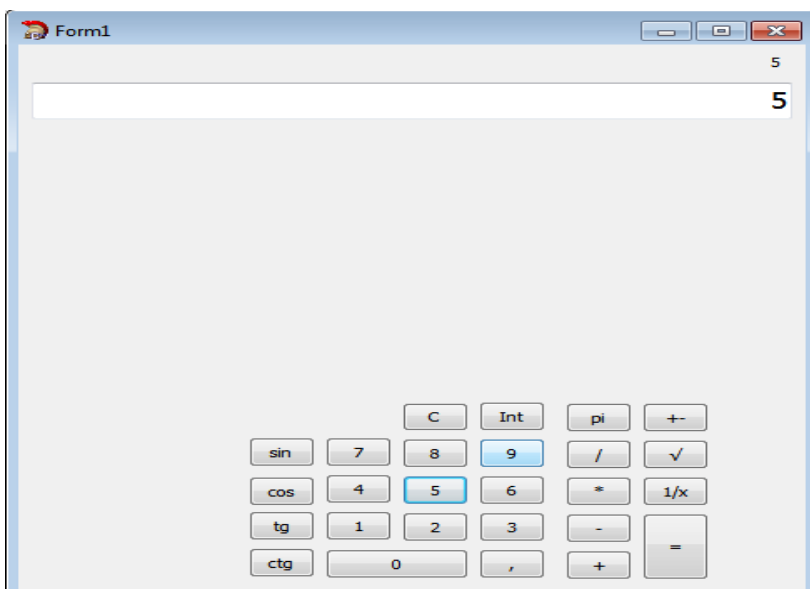 Form1
5
5
C Int pi +-
sin 7 8 9 / √
cos 4 5 6 * 1/x
tg 1 2 3 - =
ctg 0 , +